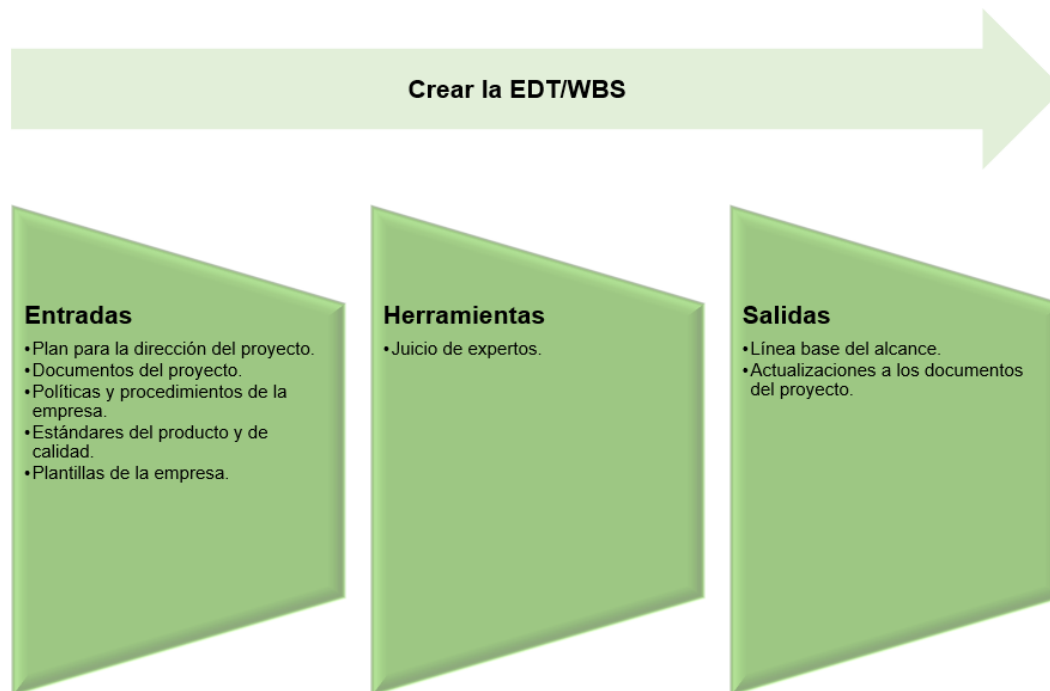 Crear la EDT/WBS
Entradas
•Plan para la dirección del proyecto.
•Documentos del proyecto.
•Políticas y procedimientos de la
empresa.
•Estándares del producto y de
calidad.
•Plantillas de la empresa.
Herramientas
•Juicio de expertos.
Salidas
•Línea base del alcance.
•Actualizaciones a los documentos
del proyecto.